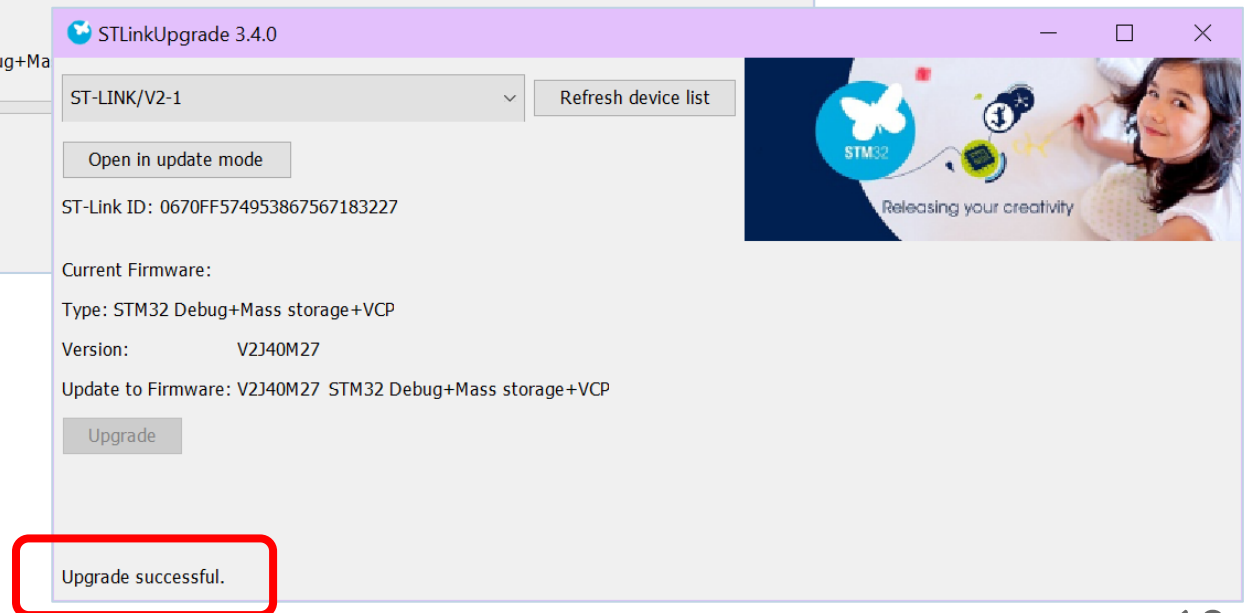 STLinkUpgrade 3.4.0
ug+Ma
ST-LINK/V2-1
Refresh device list
Open in update mode
STM32
ST-Link ID: 0670FF574953867567183227
Releasing your creativity
Current Firmware:
Type: STM32 Debug+Mass storage+VCP
Version: V2J40M27
Update to Firmware: V2J40M27 STM32 Debug+Mass storage+VCP
Upgrade
Upgrade successful.